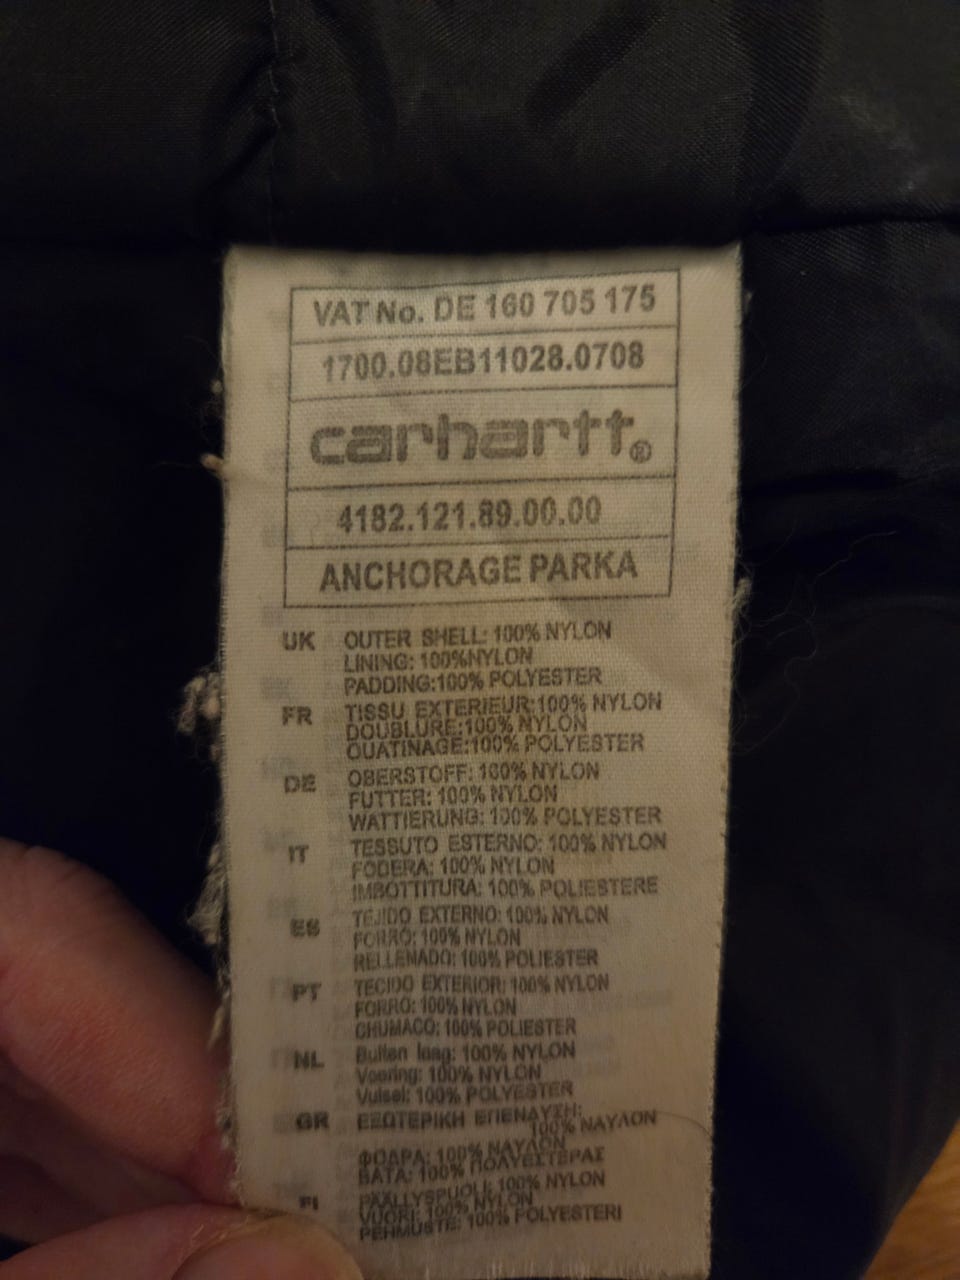 VAT No. DE 160 705 175
1700.08EB11028.0708
carhartt®
4182.121.89.00.00
ANCHORAGE PARKA
UK OUTER SHELL: 100% NYLON
LINING: 100%NYLON
PADDING:100% POLYESTER
FR TISSU EXTERIEUR:100% NYLON
DOUBLURE:100% NYLON
OUATINAGE:100% POLYESTER
DE OBERSTOFF: 100% NYLON
FUTTER: 100% NYLON
WATTIERUNG: 100% POLYESTER
IT TESSUTO ESTERNO: 100% NYLON
FODERA: 100% NYLON
IMBOTTITURA: 100% POLIESTERE
ES TEJIDO EXTERNO: 100% NYLON
FORRO: 100% NYLON
RELLENADO: 100% POLIESTER
PT TECIDO EXTERIOR: 100% NYLON
FORRO: 100% NYLON
CHUMACO: 100% POLIESTER
NL Buiten laag: 100% NYLON
Voering: 100% NYLON
Vulsel: 100% POLYESTER
GR ΕΞΩΤΕΡΙΚΗ ΕΠΕΝΔΥΣΗ:
100% ΝΑΥΛΟΝ
ΦΟΔΡΑ: 100% ΝΑΥΛΟΝ
ΒΑΤΑ: 100% ΠΟΛΥΕΣΤΕΡΑΣ
FI PÄÄLLYSPUOLI: 100% NYLON
VUORI: 100% NYLON
PEHMUSTE: 100% POLYESTERI